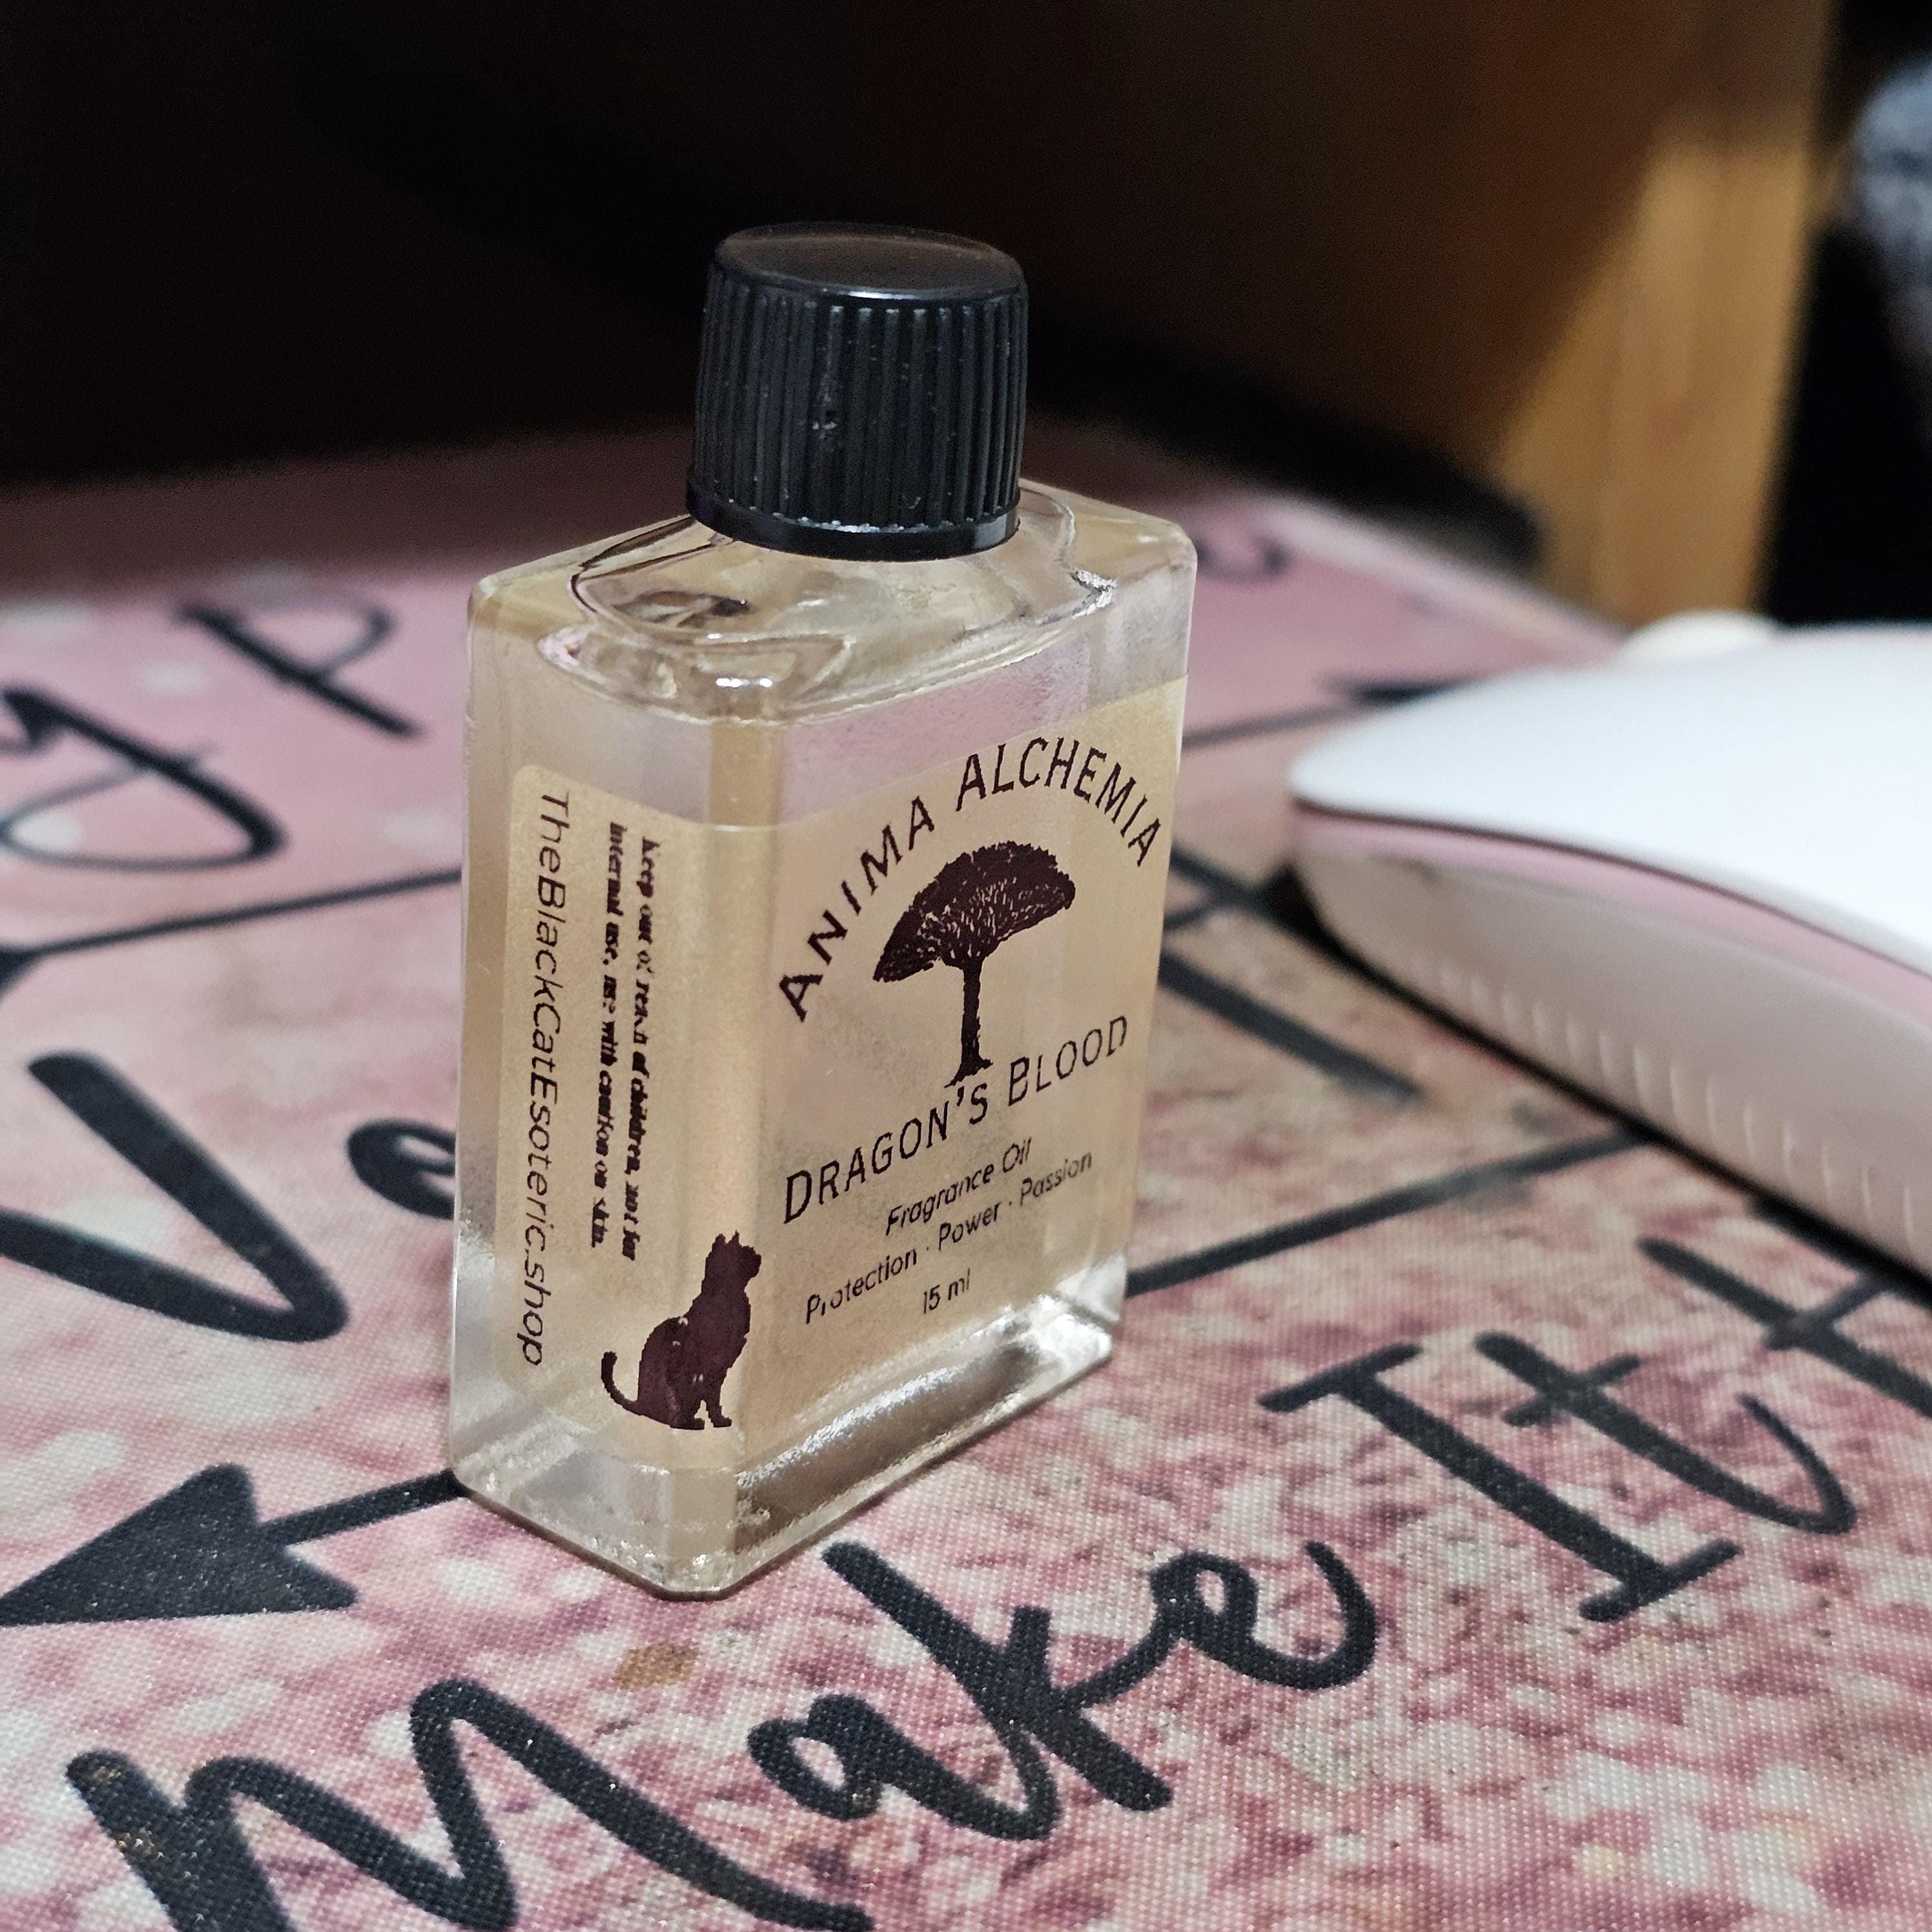 ANIMA ALCHEMIA
DRAGON'S BLOOD
Fragrance Oil
Protection · Power · Passion
15 ml
Keep out of reach of children, not for
internal use, use with caution on skin.
TheBlackCatEsoteric.shop
Make It H